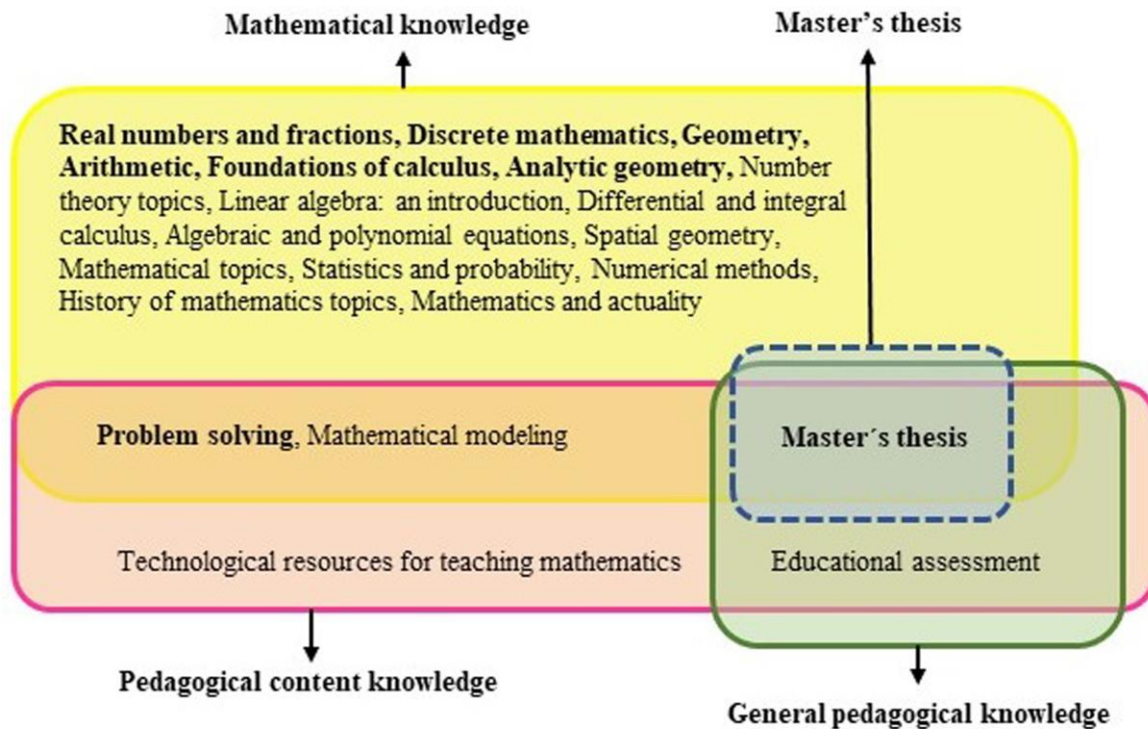 Mathematical knowledge
Master’s thesis
Real numbers and fractions, Discrete mathematics, Geometry,
Arithmetic, Foundations of calculus, Analytic geometry, Number
theory topics, Linear algebra: an introduction, Differential and integral
calculus, Algebraic and polynomial equations, Spatial geometry,
Mathematical topics, Statistics and probability, Numerical methods,
History of mathematics topics, Mathematics and actuality
Problem solving, Mathematical modeling
Master´s thesis
Technological resources for teaching mathematics
Educational assessment
Pedagogical content knowledge
General pedagogical knowledge